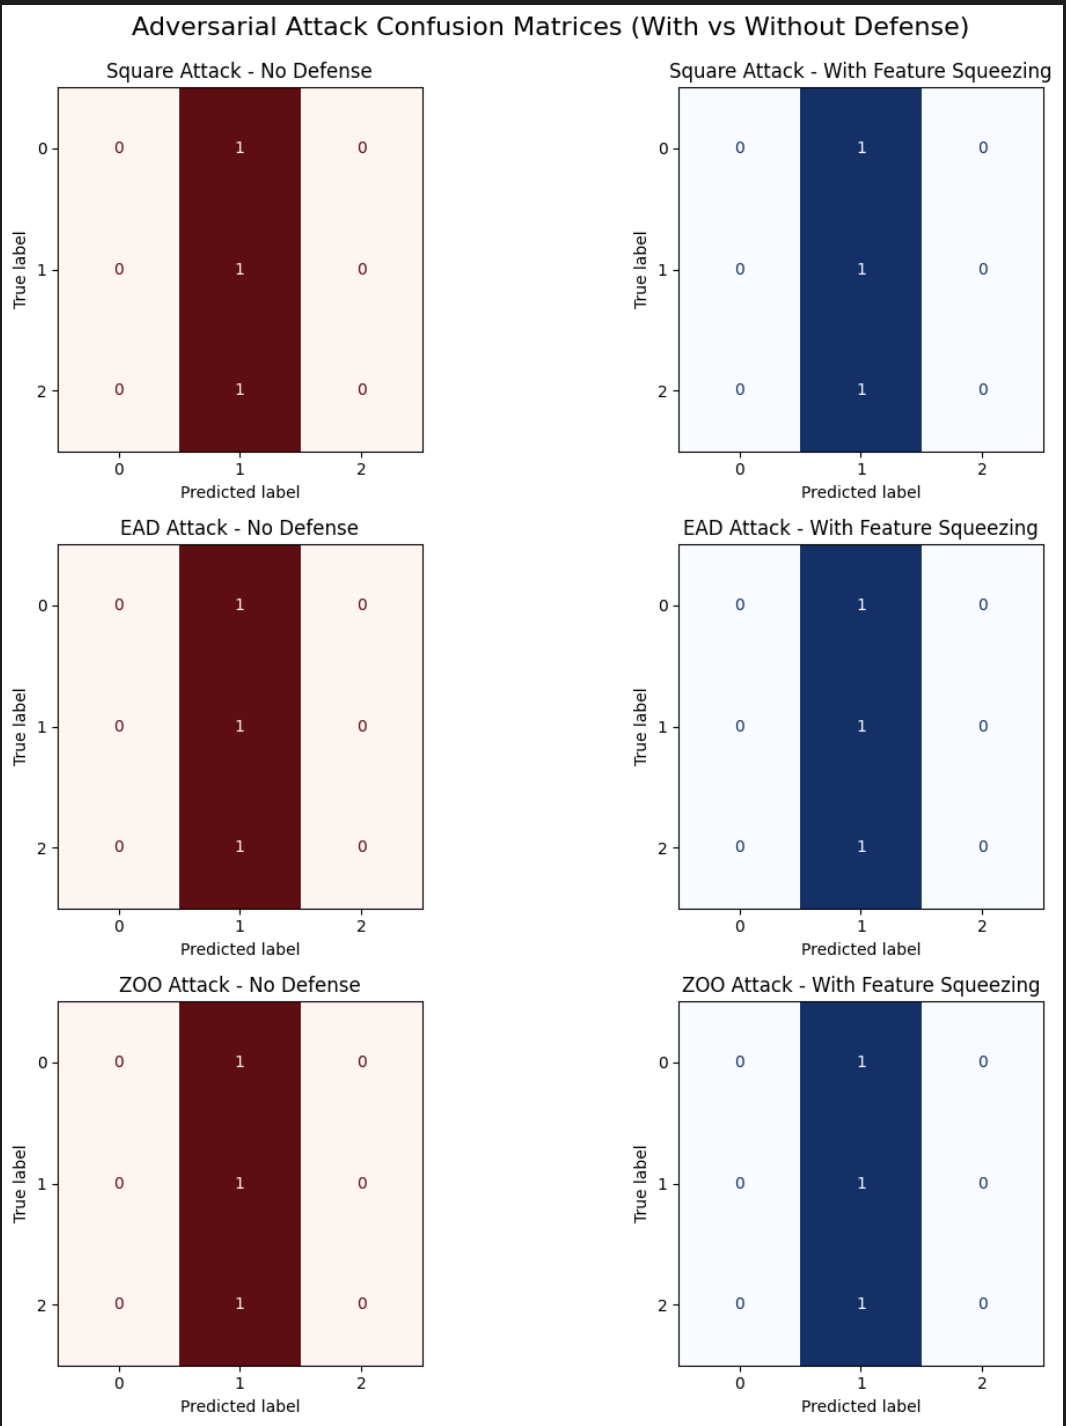 Adversarial Attack Confusion Matrices (With vs Without Defense)
Square Attack - No Defense
True label
0 0 1 0
1 0 1 0
2 0 1 0
0 1 2
Predicted label
Square Attack - With Feature Squeezing
True label
0 0 1 0
1 0 1 0
2 0 1 0
0 1 2
Predicted label
EAD Attack - No Defense
True label
0 0 1 0
1 0 1 0
2 0 1 0
0 1 2
Predicted label
EAD Attack - With Feature Squeezing
True label
0 0 1 0
1 0 1 0
2 0 1 0
0 1 2
Predicted label
ZOO Attack - No Defense
True label
0 0 1 0
1 0 1 0
2 0 1 0
0 1 2
Predicted label
ZOO Attack - With Feature Squeezing
True label
0 0 1 0
1 0 1 0
2 0 1 0
0 1 2
Predicted label